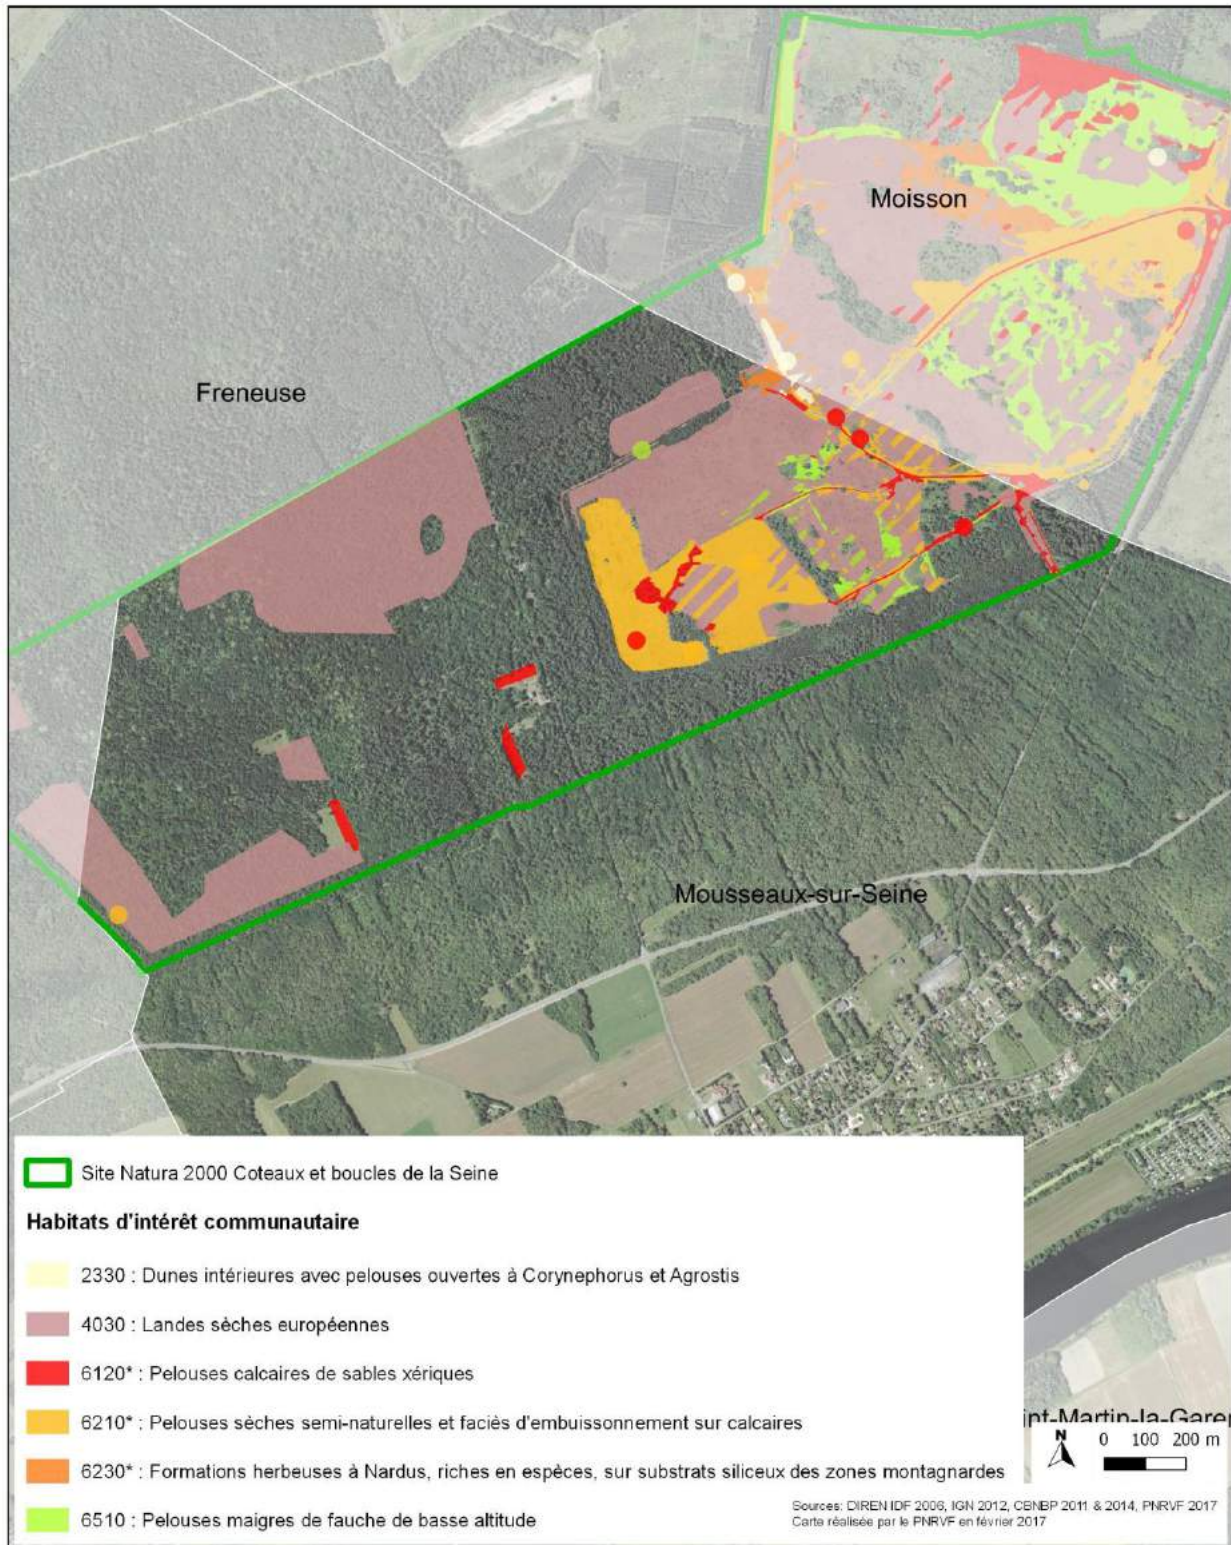 Moisson
Freneuse
Mousseaux-sur-Seine
Site Natura 2000 Coteaux et boucles de la Seine
Habitats d'intérêt communautaire
2330 : Dunes intérieures avec pelouses ouvertes à Corynephorus et Agrostis
4030 : Landes sèches européennes
6120* : Pelouses calcaires de sables xériques
6210* : Pelouses sèches semi-naturelles et faciès d'embuissonnement sur calcaires
int-Martin-la-Garen
N 0 100 200 m
6230* : Formations herbeuses à Nardus, riches en espèces, sur substrats siliceux des zones montagnardes
6510 : Pelouses maigres de fauche de basse altitude
Sources: DIREN IDF 2006, IGN 2012, CBNBP 2011 & 2014, PNRVF 2017
Carte réalisée par le PNRVF en février 2017